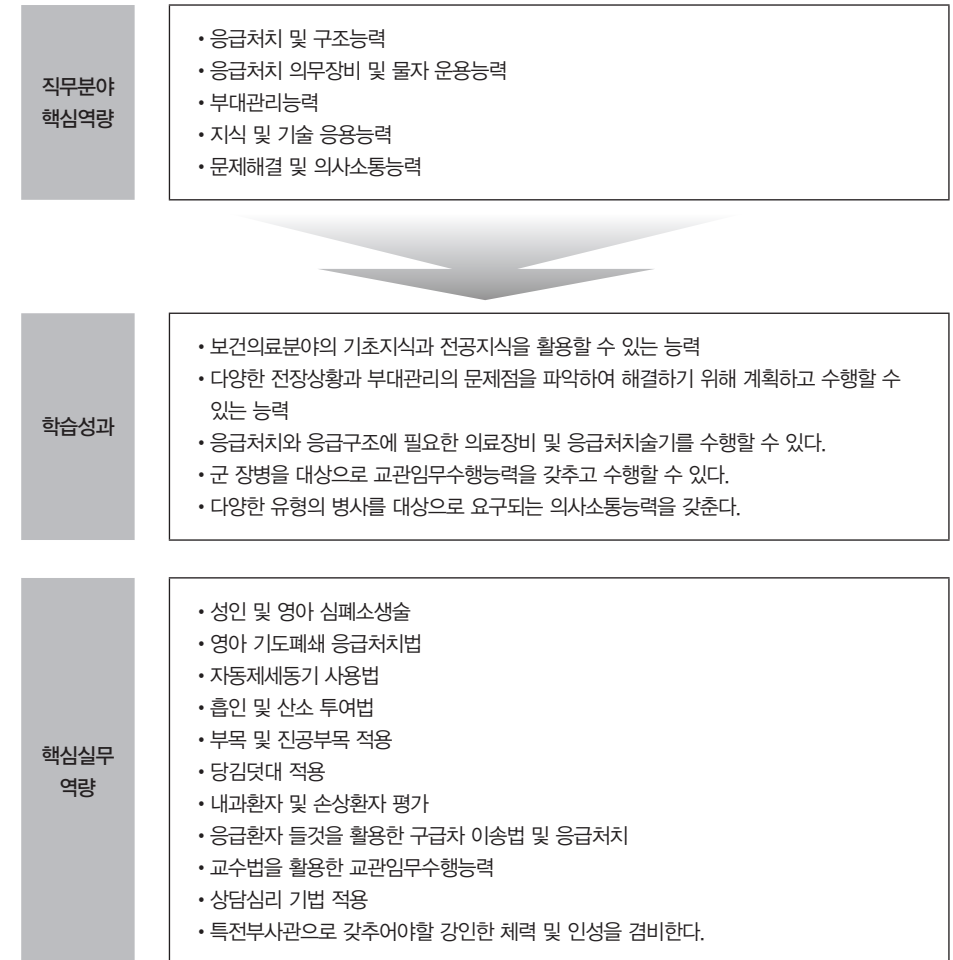 직무분야
핵심역량
• 응급처치 및 구조능력
• 응급처치 의무장비 및 물자 운용능력
• 부대관리능력
• 지식 및 기술 응용능력
• 문제해결 및 의사소통능력
학습성과
• 보건의료분야의 기초지식과 전공지식을 활용할 수 있는 능력
• 다양한 전장상황과 부대관리의 문제점을 파악하여 해결하기 위해 계획하고 수행할 수
있는 능력
• 응급처치와 응급구조에 필요한 의료장비 및 응급처치술기를 수행할 수 있다.
• 군 장병을 대상으로 교관임무수행능력을 갖추고 수행할 수 있다.
• 다양한 유형의 병사를 대상으로 요구되는 의사소통능력을 갖춘다.
핵심실무
역량
• 성인 및 영아 심폐소생술
• 영아 기도폐쇄 응급처치법
• 자동제세동기 사용법
• 흡인 및 산소 투여법
• 부목 및 진공부목 적용
• 당김덧대 적용
• 내과환자 및 손상환자 평가
• 응급환자 들것을 활용한 구급차 이송법 및 응급처치
• 교수법을 활용한 교관임무수행능력
• 상담심리 기법 적용
• 특전부사관으로 갖추어야할 강인한 체력 및 인성을 겸비한다.